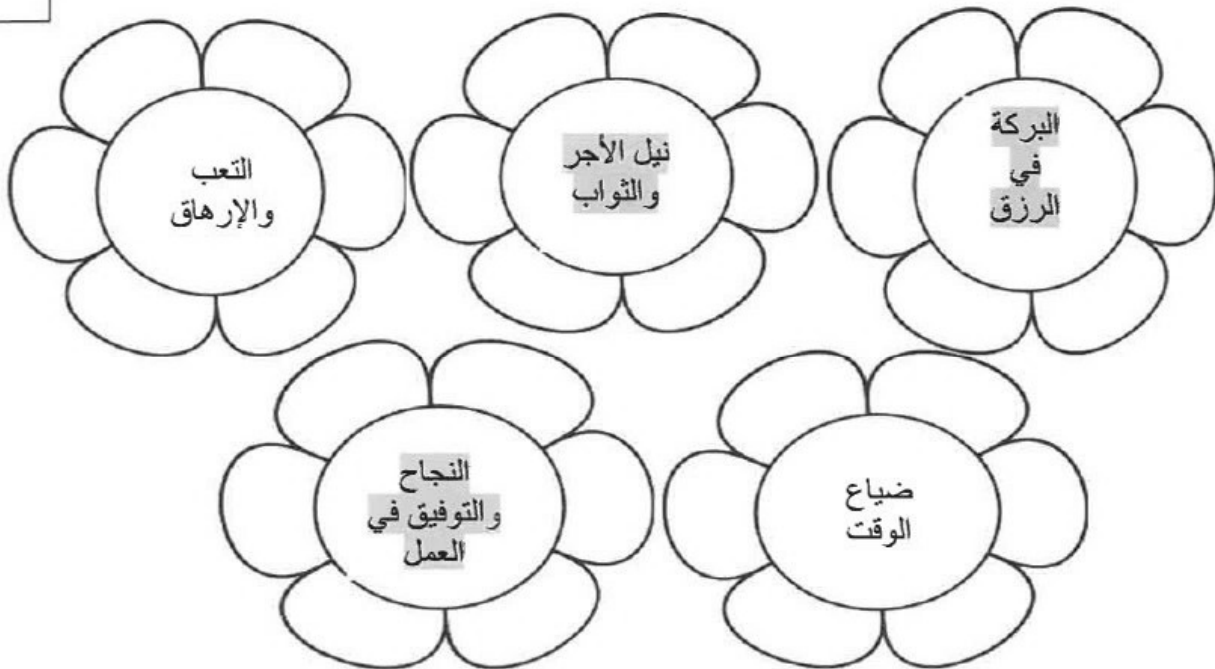 البركة
في
الرزق
نيل الأجر
والثواب
التعب
والإرهاق
ضياع
الوقت
النجاح
والتوفيق في
العمل